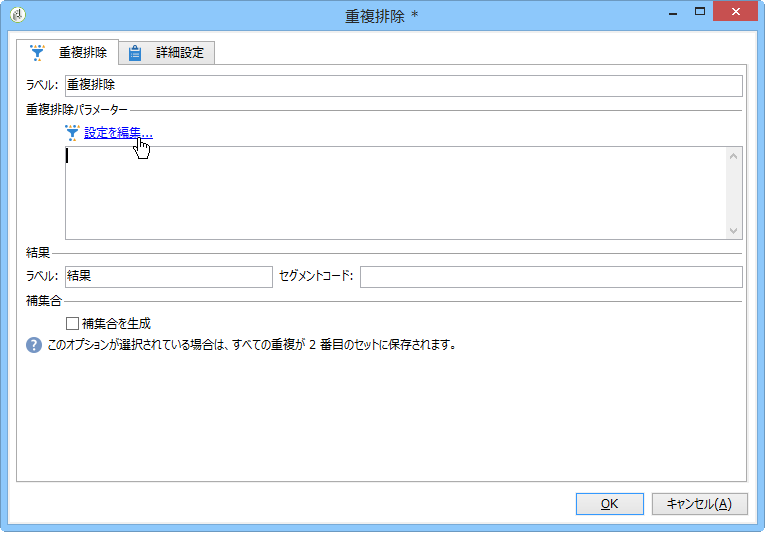 重複排除 *
重複排除 詳細設定
ラベル: 重複排除
重複排除パラメーター
設定を編集...
結果
ラベル: 結果 セグメントコード:
補集合
補集合を生成
このオプションが選択されている場合は、すべての重複が 2 番目のセットに保存されます。
OK キャンセル(A)